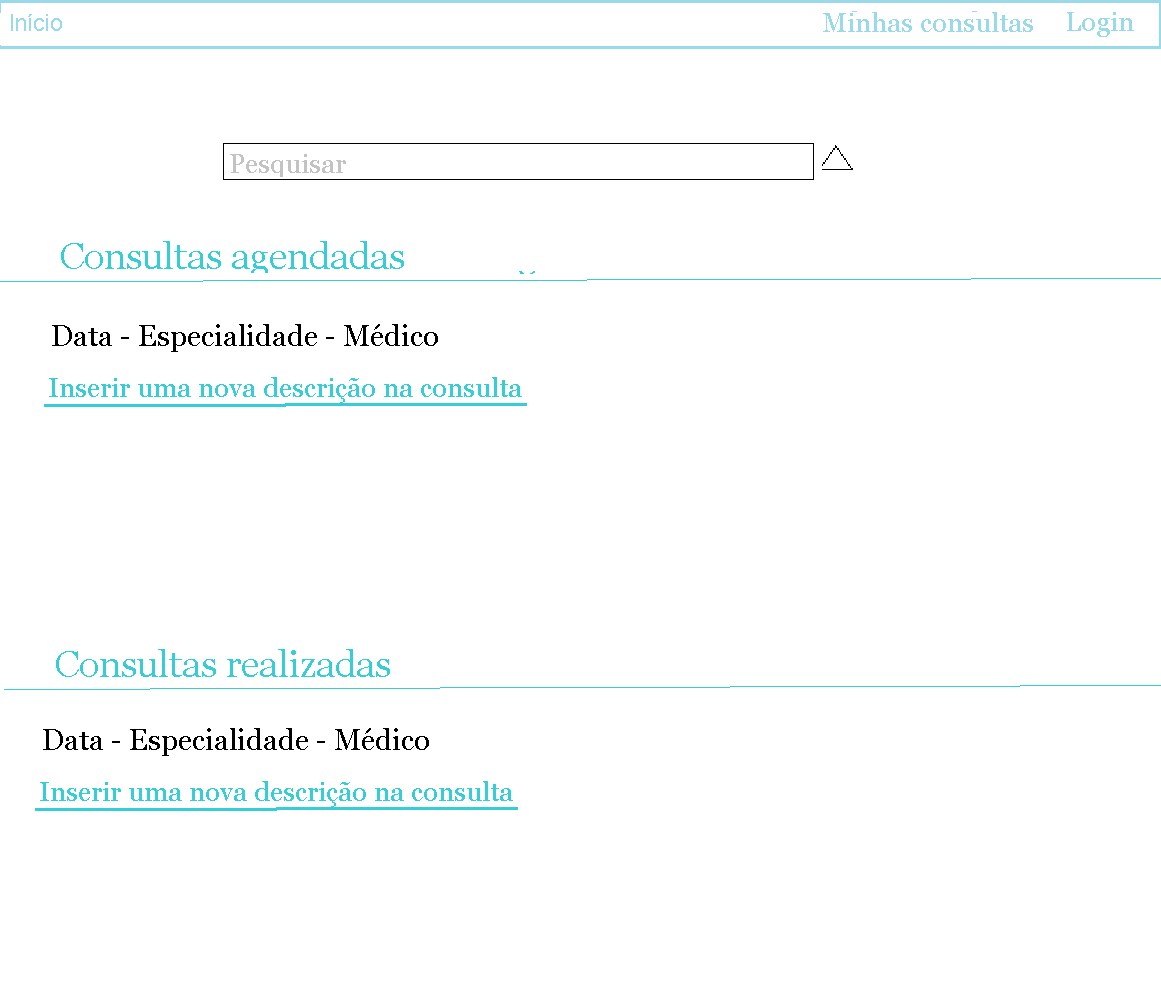 Início Minhas consultas Login
Pesquisar
Consultas agendadas
Data - Especialidade - Médico
Inserir uma nova descrição na consulta
Consultas realizadas
Data - Especialidade - Médico
Inserir uma nova descrição na consulta